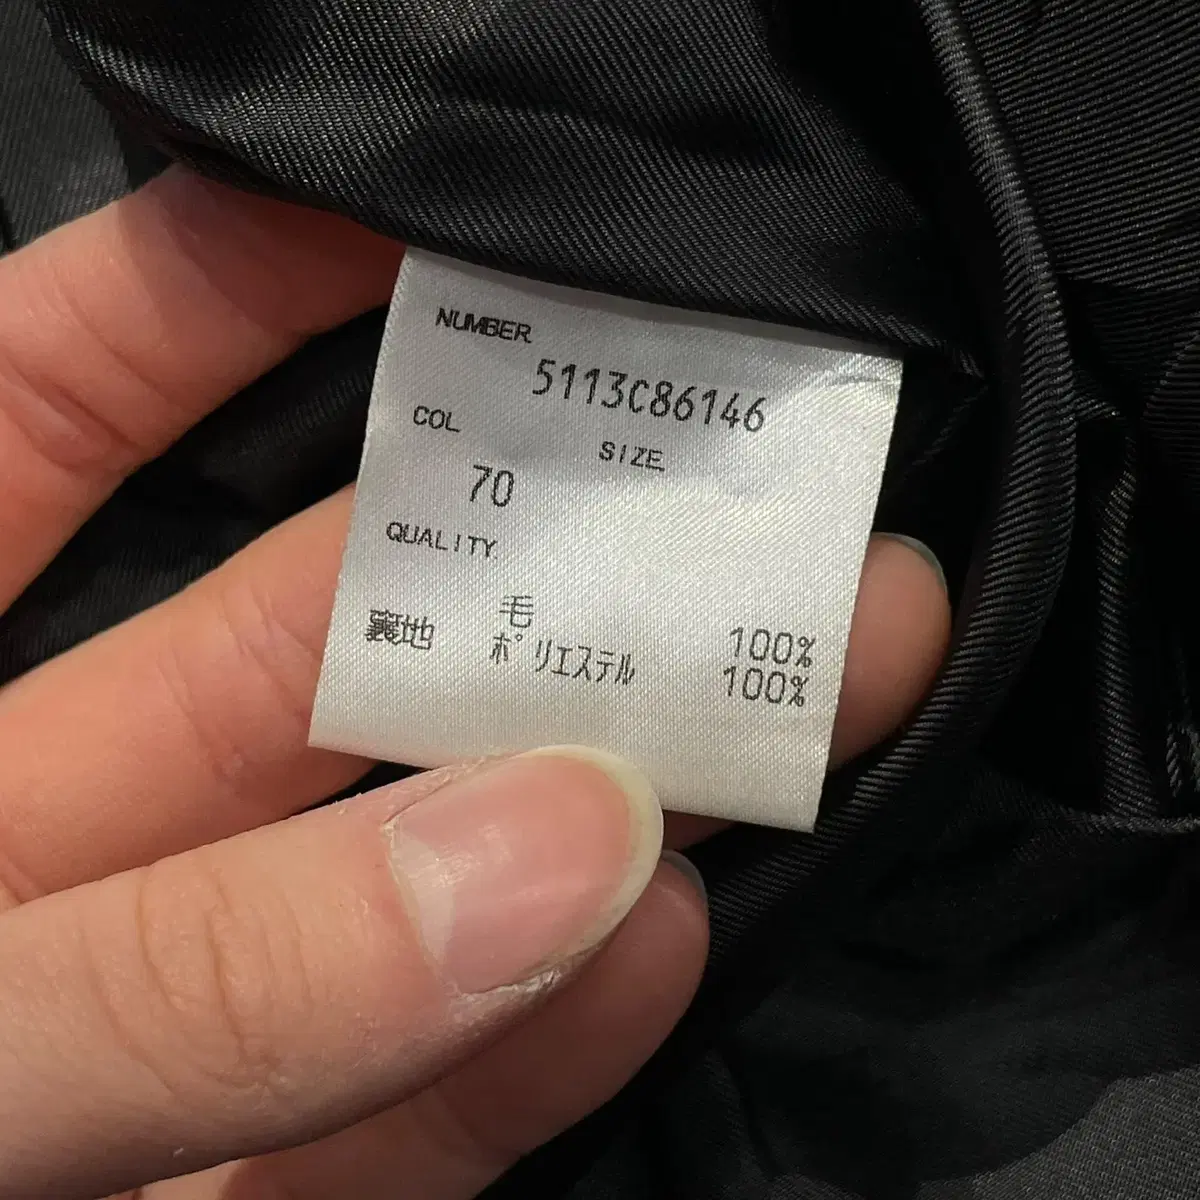 NUMBER
5113C86146
COL SIZE
70
QUALITY
毛 100%
裏地 ポリエステル 100%